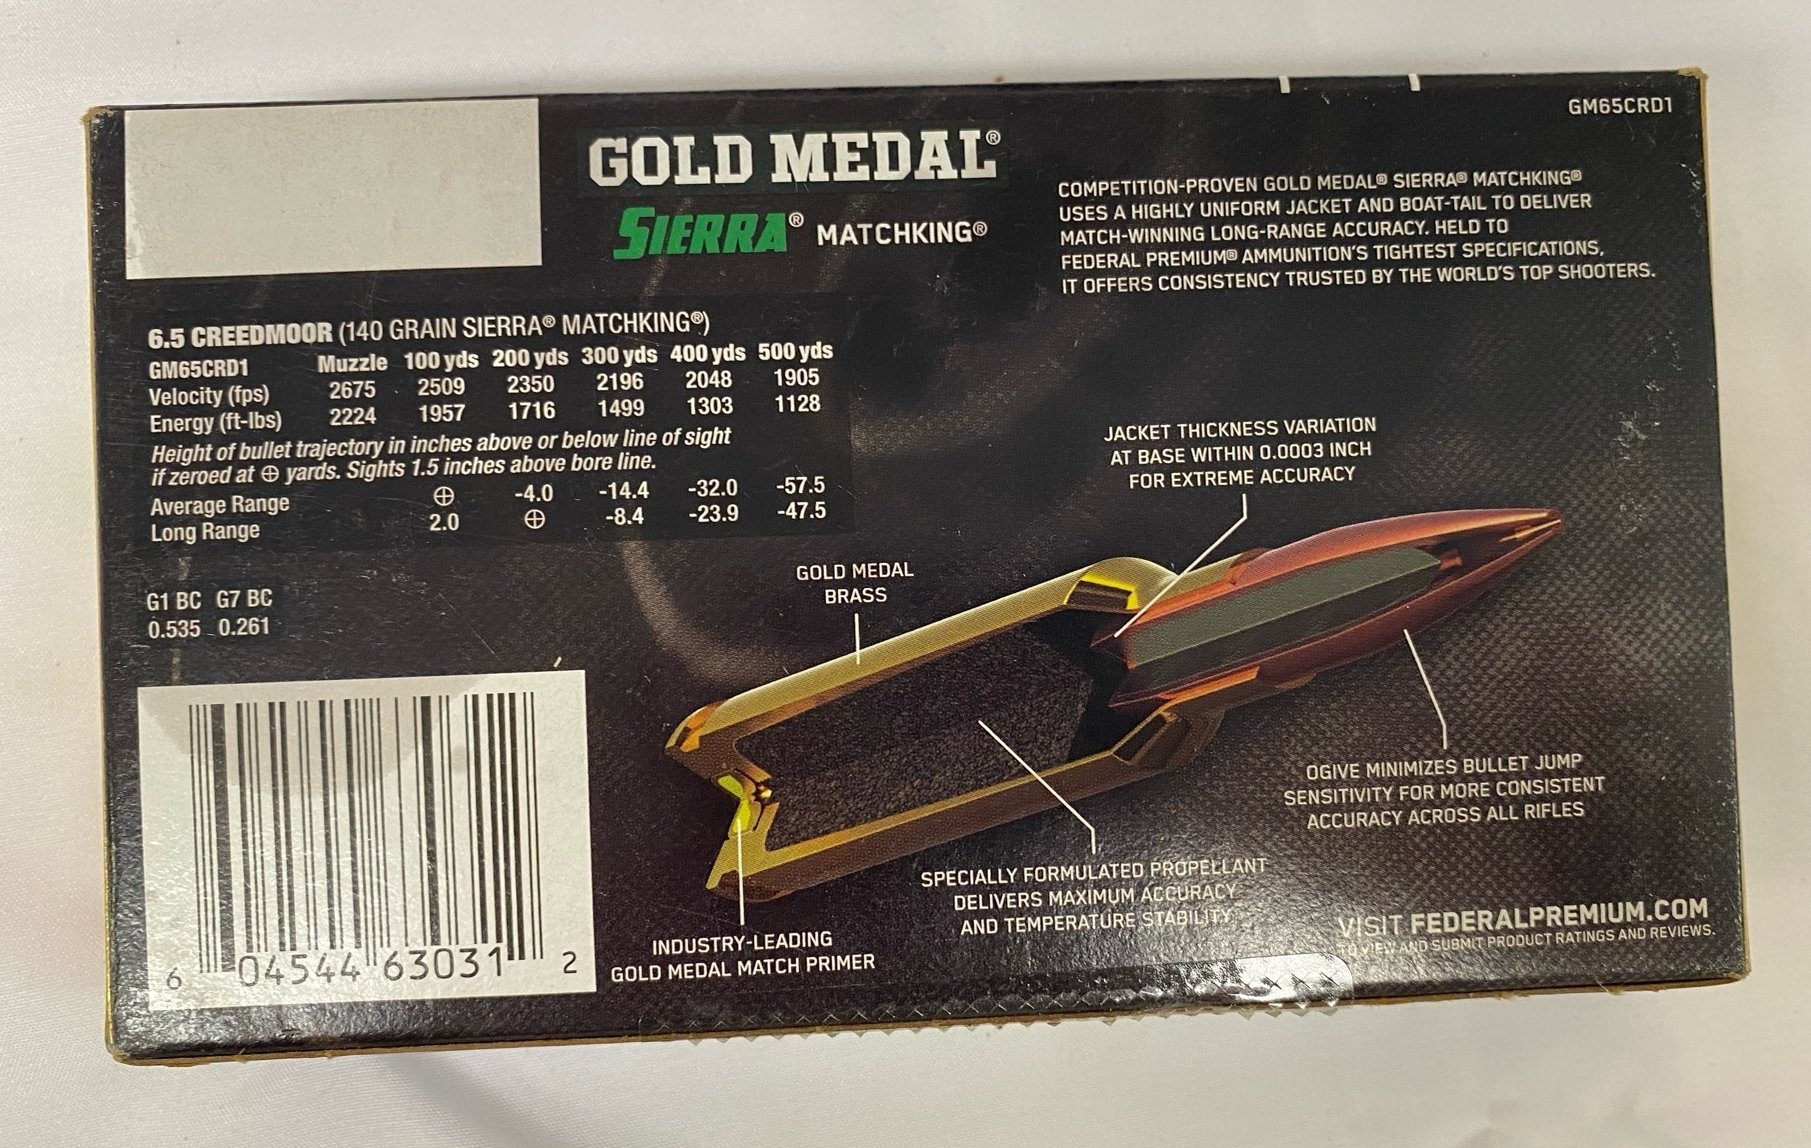 GM65CRD1
GOLD MEDAL®
SIERRA® MATCHKING®
COMPETITION-PROVEN GOLD MEDAL® SIERRA® MATCHKING®
USES A HIGHLY UNIFORM JACKET AND BOAT-TAIL TO DELIVER
MATCH-WINNING LONG-RANGE ACCURACY. HELD TO
FEDERAL PREMIUM® AMMUNITION'S TIGHTEST SPECIFICATIONS,
IT OFFERS CONSISTENCY TRUSTED BY THE WORLD'S TOP SHOOTERS.
6.5 CREEDMOOR (140 GRAIN SIERRA® MATCHKING®)
GM65CRD1 Muzzle 100 yds 200 yds 300 yds 400 yds 500 yds
Velocity (fps) 2675 2509 2350 2196 2048 1905
Energy (ft-lbs) 2224 1957 1716 1499 1303 1128
Height of bullet trajectory in inches above or below line of sight
if zeroed at ⊕ yards. Sights 1.5 inches above bore line.
Average Range ⊕ -4.0 -14.4 -32.0 -57.5
Long Range 2.0 ⊕ -8.4 -23.9 -47.5
G1 BC G7 BC
0.535 0.261
JACKET THICKNESS VARIATION
AT BASE WITHIN 0.0003 INCH
FOR EXTREME ACCURACY
GOLD MEDAL
BRASS
OGIVE MINIMIZES BULLET JUMP
SENSITIVITY FOR MORE CONSISTENT
ACCURACY ACROSS ALL RIFLES
SPECIALLY FORMULATED PROPELLANT
DELIVERS MAXIMUM ACCURACY
AND TEMPERATURE STABILITY
INDUSTRY-LEADING
GOLD MEDAL MATCH PRIMER
VISIT FEDERALPREMIUM.COM
TO VIEW AND SUBMIT PRODUCT RATINGS AND REVIEWS.
6 04544 63031 2